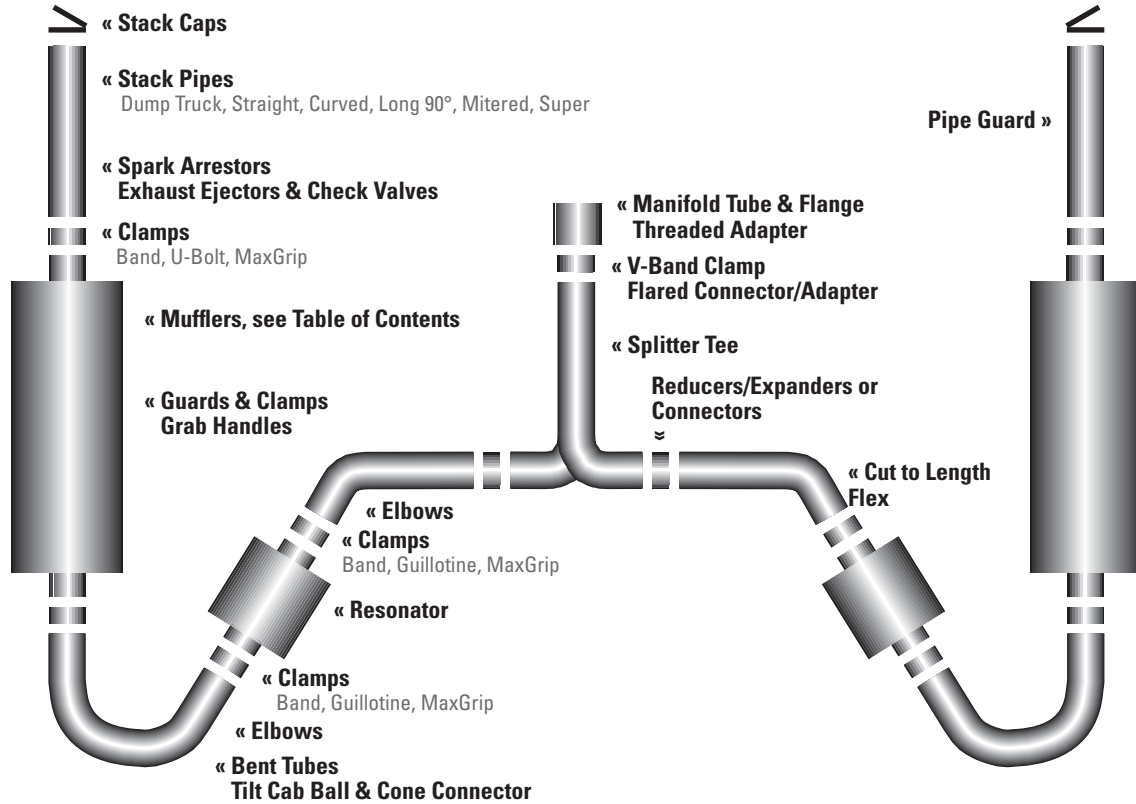 « Stack Caps
« Stack Pipes
Dump Truck, Straight, Curved, Long 90°, Mitered, Super
Pipe Guard »
« Spark Arrestors
Exhaust Ejectors & Check Valves
« Clamps
Band, U-Bolt, MaxGrip
« Manifold Tube & Flange
Threaded Adapter
« V-Band Clamp
Flared Connector/Adapter
« Mufflers, see Table of Contents
« Splitter Tee
« Guards & Clamps
Grab Handles
Reducers/Expanders or
Connectors
»
« Cut to Length
Flex
« Elbows
« Clamps
Band, Guillotine, MaxGrip
« Resonator
« Clamps
Band, Guillotine, MaxGrip
« Elbows
« Bent Tubes
Tilt Cab Ball & Cone Connector